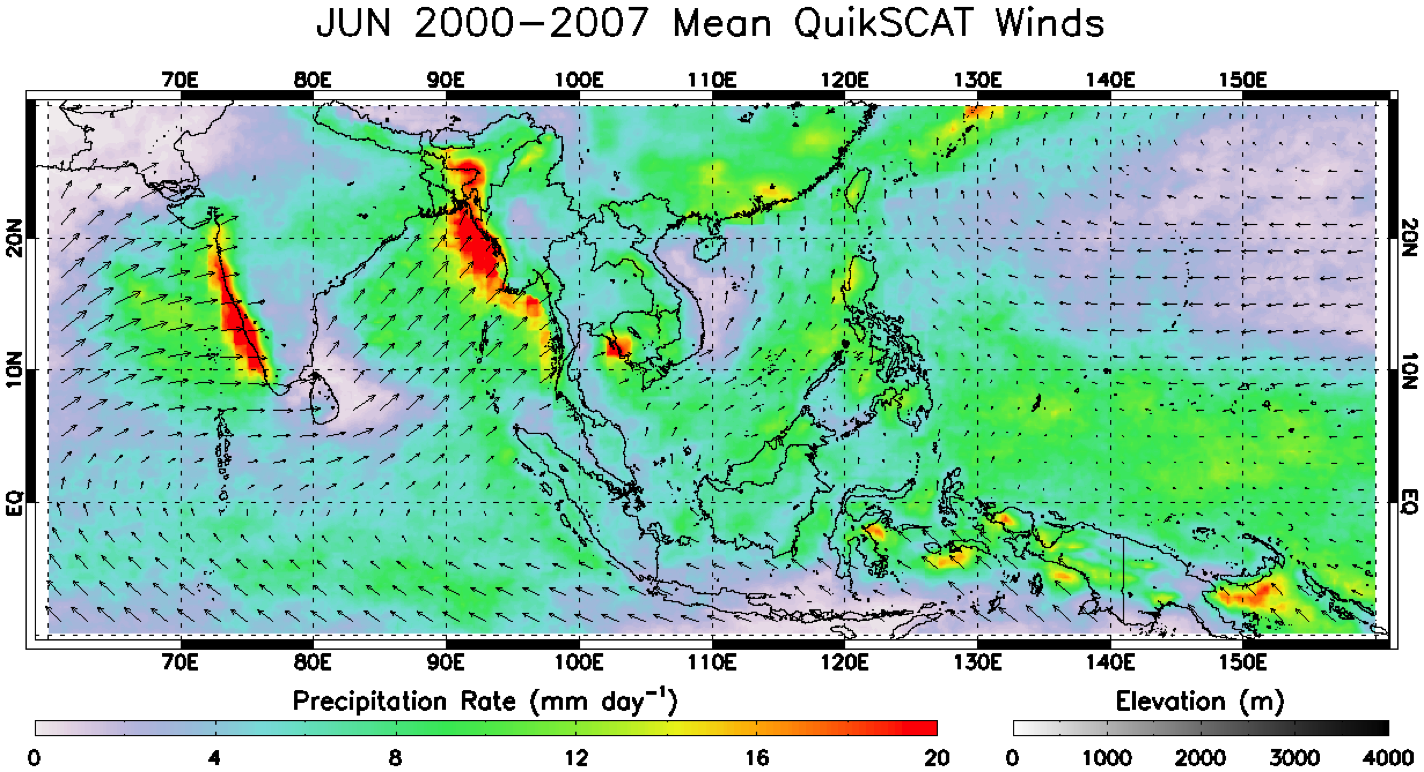 JUN 2000−2007 Mean QuikSCAT Winds
70E 80E 90E 100E 110E 120E 130E 140E 150E
20N 20N
10N 10N
EQ EQ
70E 80E 90E 100E 110E 120E 130E 140E 150E
Precipitation Rate (mm day⁻¹) Elevation (m)
0 4 8 12 16 20 0 1000 2000 3000 4000